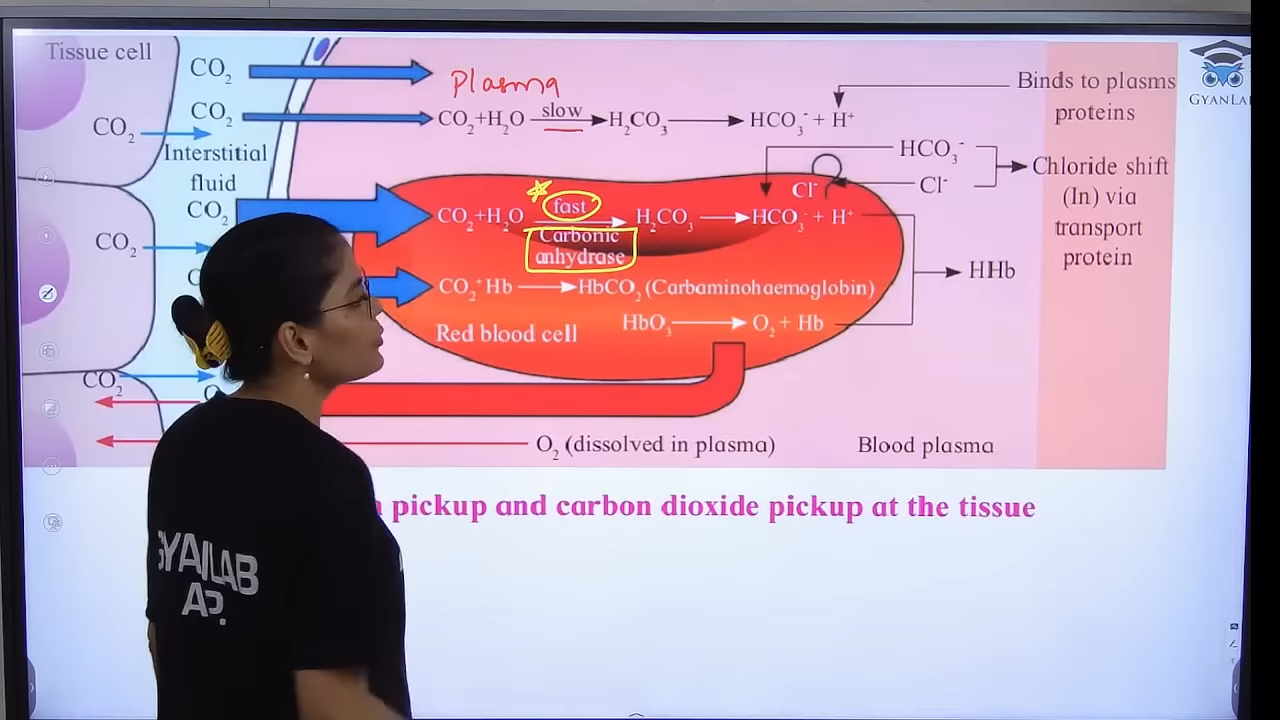 Tissue cell
CO2
Plasma
CO2
CO2+H2O slow H2CO3 HCO3- + H+
Binds to plasms
proteins
GYANLA
CO2
Interstitial
fluid
HCO3-
Cl-
Cl-
Chloride shift
(In) via
transport
protein
CO2
CO2+H2O fast H2CO3 HCO3- + H+
Carbonic
anhydrase
CO2
HHb
CO2+Hb HbCO2 (Carbaminohaemoglobin)
Red blood cell
HbO3 O2 + Hb
CO2
O2 (dissolved in plasma)
Blood plasma
pickup and carbon dioxide pickup at the tissue
GYANLAB